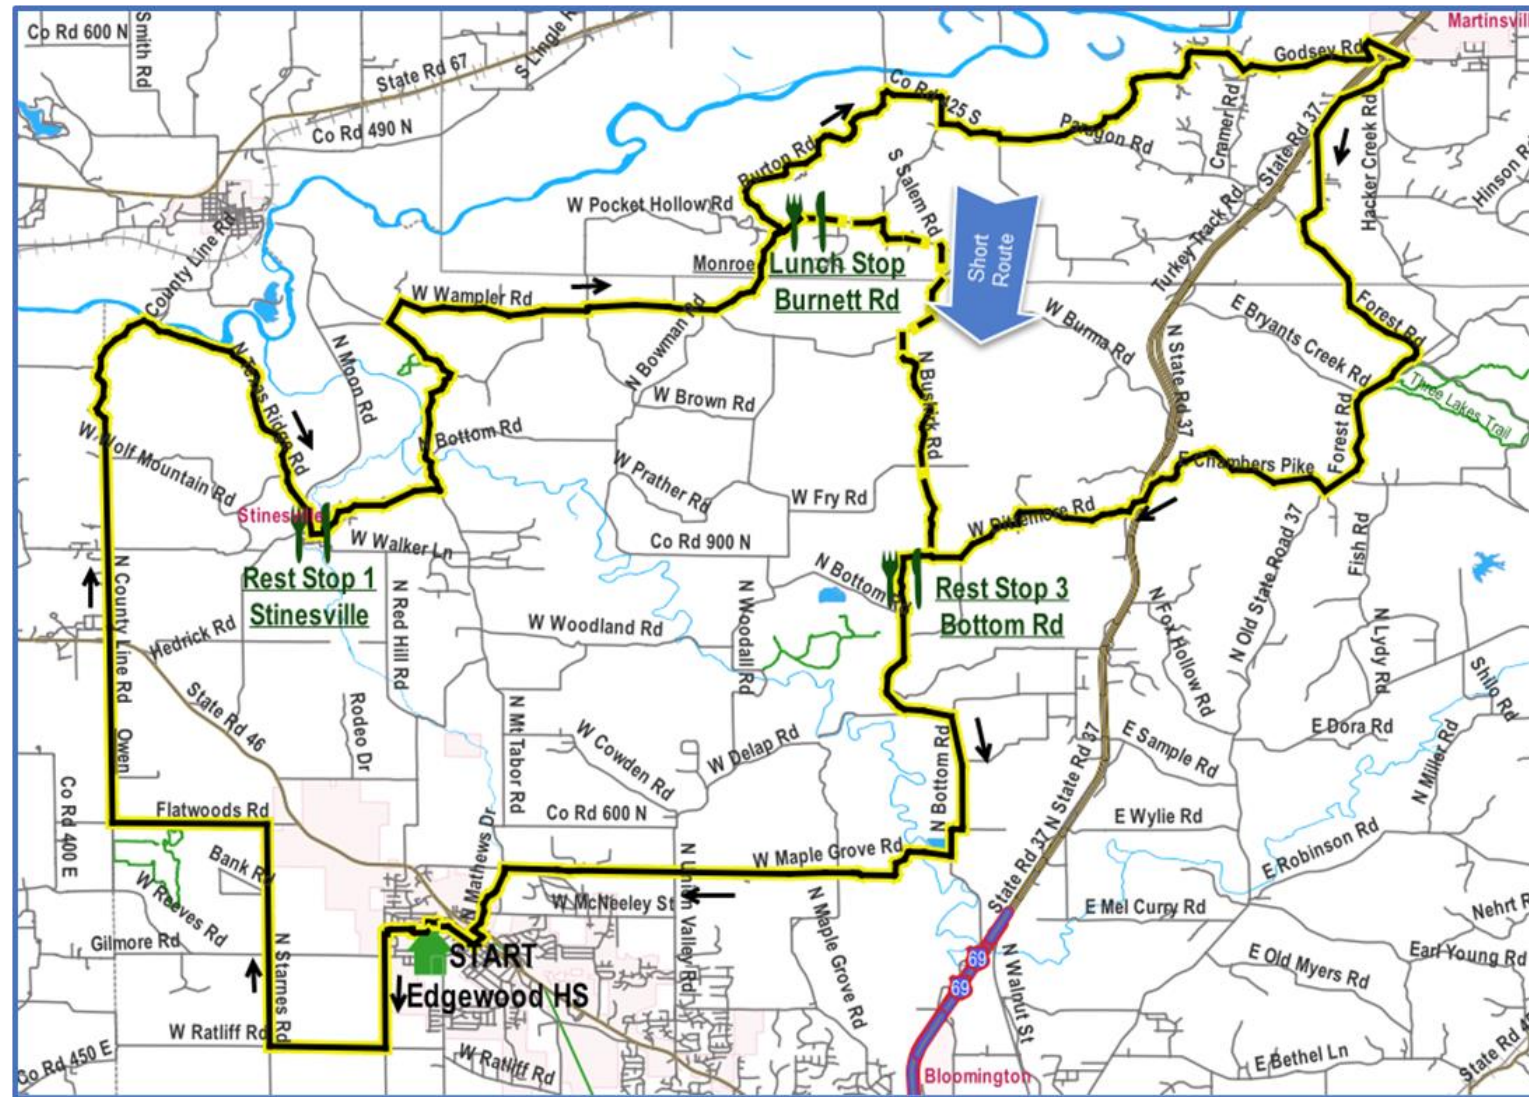 Co Rd 600 N
Smith Rd
State Rd 67
S Lingle R
Martinsvill
Godsey Rd
Co Rd 490 N
Co Rd 425 S
Paragon Rd
Cramer Rd
State Rd 37
Hacker Creek Rd
Hinson Rd
Burton Rd
S Salem Rd
W Pocket Hollow Rd
County Line Rd
Monroe
Lunch Stop
Burnett Rd
Short
Route
Turkey Track Rd
W Wampler Rd
N Bowman Rd
W Burma Rd
E Bryants Creek Rd
Forest Rd
N Texas Ridge Rd
N Moon Rd
W Brown Rd
N Buskirk Rd
N State Rd 37
Three Lakes Trail
Forest Rd
N Bottom Rd
W Wolf Mountain Rd
W Prather Rd
W Fry Rd
E Chambers Pike
Stinesville
W Walker Ln
Co Rd 900 N
W Dittemore Rd
N Old State Road 37
Fish Rd
Rest Stop 1
Stinesville
N Bottom Rd
Rest Stop 3
Bottom Rd
N County Line Rd
N Red Hill Rd
Hedrick Rd
W Woodland Rd
N Woodall Rd
N Fox Hollow Rd
N Lydy Rd
Shilo Rd
State Rd 46
Rodeo Dr
N Mt Tabor Rd
W Cowden Rd
W Delap Rd
E Sample Rd
E Dora Rd
N Miller Rd
Owen
Co Rd 400 E
Flatwoods Rd
Co Rd 600 N
N Bottom Rd
N State Rd 37
E Wylie Rd
E Robinson Rd
Bank Rd
N Mathews Dr
W Maple Grove Rd
State Rd 37
W Reeves Rd
W McNeeley St
N Union Valley Rd
E Mel Curry Rd
Nehrt R
Gilmore Rd
N Starnes Rd
START
Edgewood HS
N Maple Grove Rd
69
69
N Walnut St
E Old Myers Rd
Earl Young Rd
W Ratliff Rd
Co Rd 450 E
W Ratliff Rd
Bloomington
E Bethel Ln